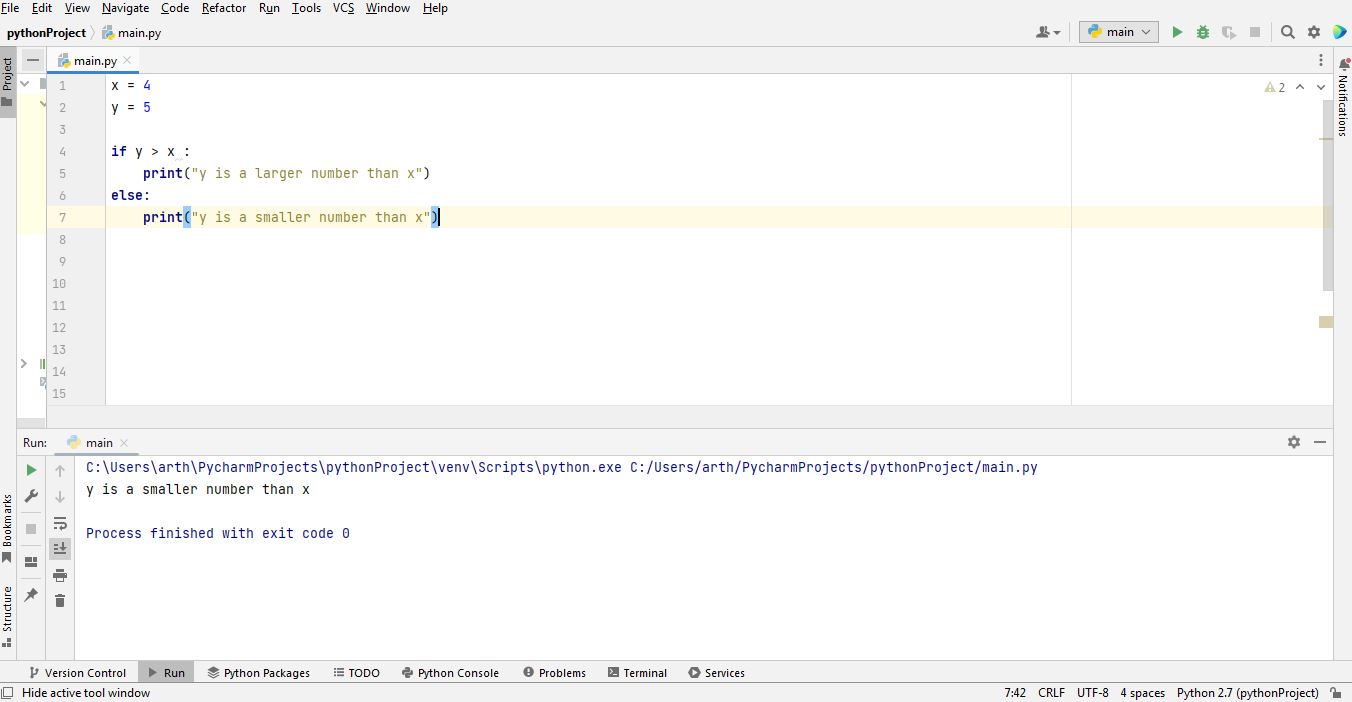 File Edit View Navigate Code Refactor Run Tools VCS Window Help
pythonProject main.py main
Project
main.py
Notifications
2
1 x = 4
2 y = 5
3
4 if y > x :
5 print("y is a larger number than x")
6 else:
7 print("y is a smaller number than x")
8
9
10
11
12
13
14
15
Run: main
C:\Users\arth\PycharmProjects\pythonProject\venv\Scripts\python.exe C:/Users/arth/PycharmProjects/pythonProject/main.py
y is a smaller number than x
Process finished with exit code 0
Bookmarks
Structure
Version Control Run Python Packages TODO Python Console Problems Terminal Services
Hide active tool window 7:42 CRLF UTF-8 4 spaces Python 2.7 (pythonProject)